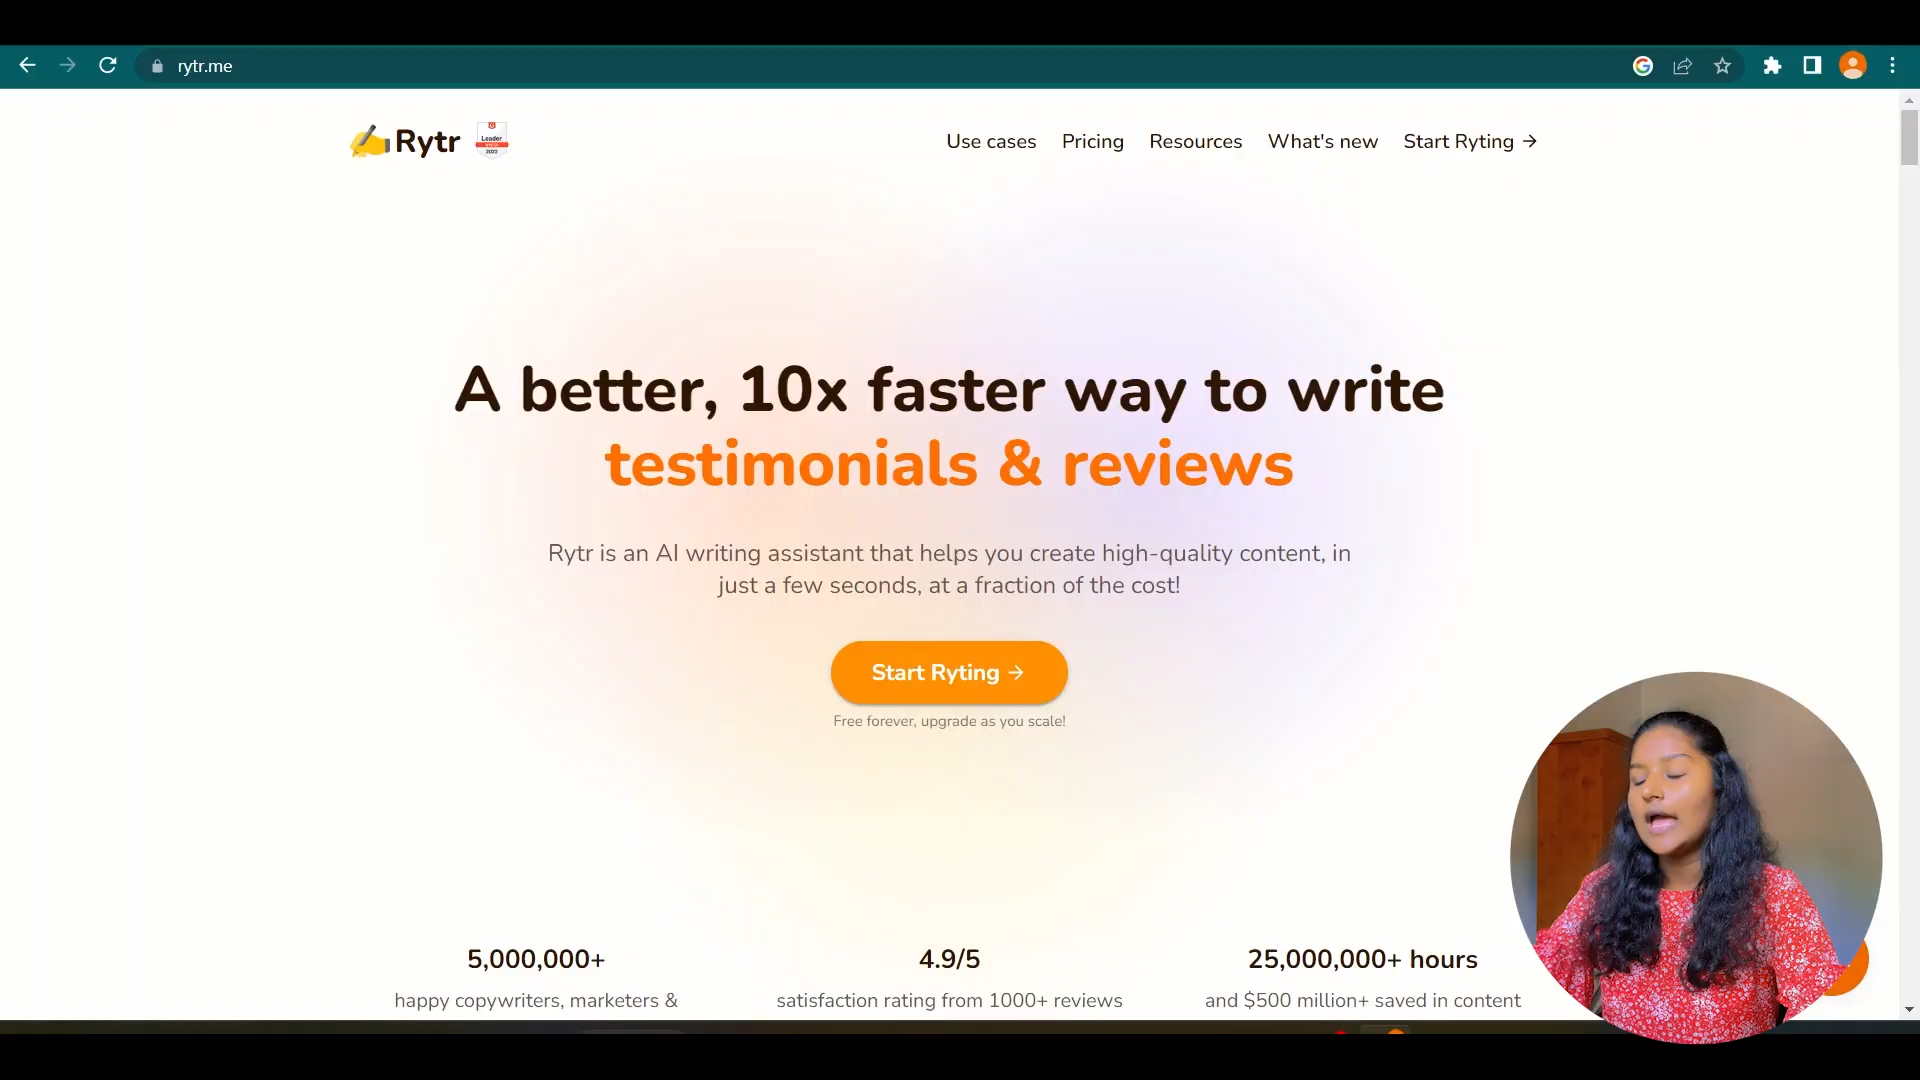 rytr.me
Rytr
Leader
2023
Use cases
Pricing
Resources
What's new
Start Ryting →
A better, 10x faster way to write
testimonials & reviews
Rytr is an AI writing assistant that helps you create high-quality content, in
just a few seconds, at a fraction of the cost!
Start Ryting →
Free forever, upgrade as you scale!
5,000,000+
happy copywriters, marketers &
4.9/5
satisfaction rating from 1000+ reviews
25,000,000+ hours
and $500 million+ saved in content